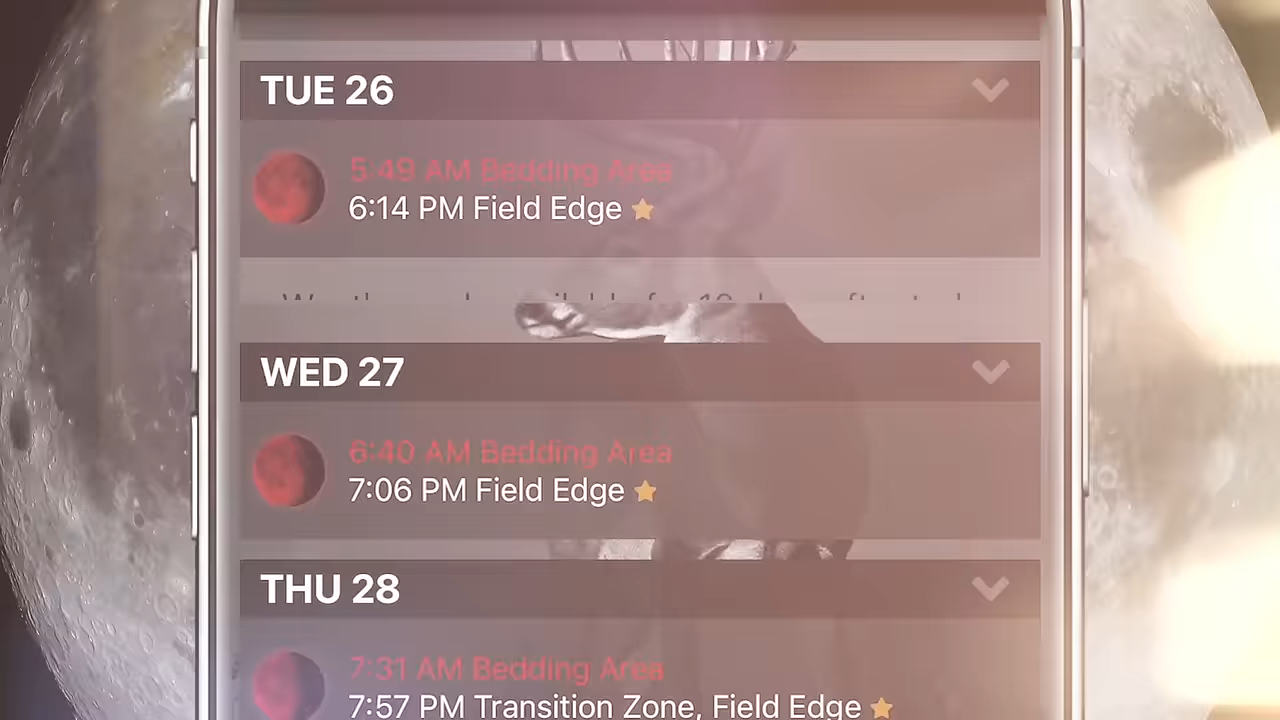 TUE 26
5:49 AM Bedding Area
6:14 PM Field Edge
WED 27
6:40 AM Bedding Area
7:06 PM Field Edge
THU 28
7:31 AM Bedding Area
7:57 PM Transition Zone, Field Edge